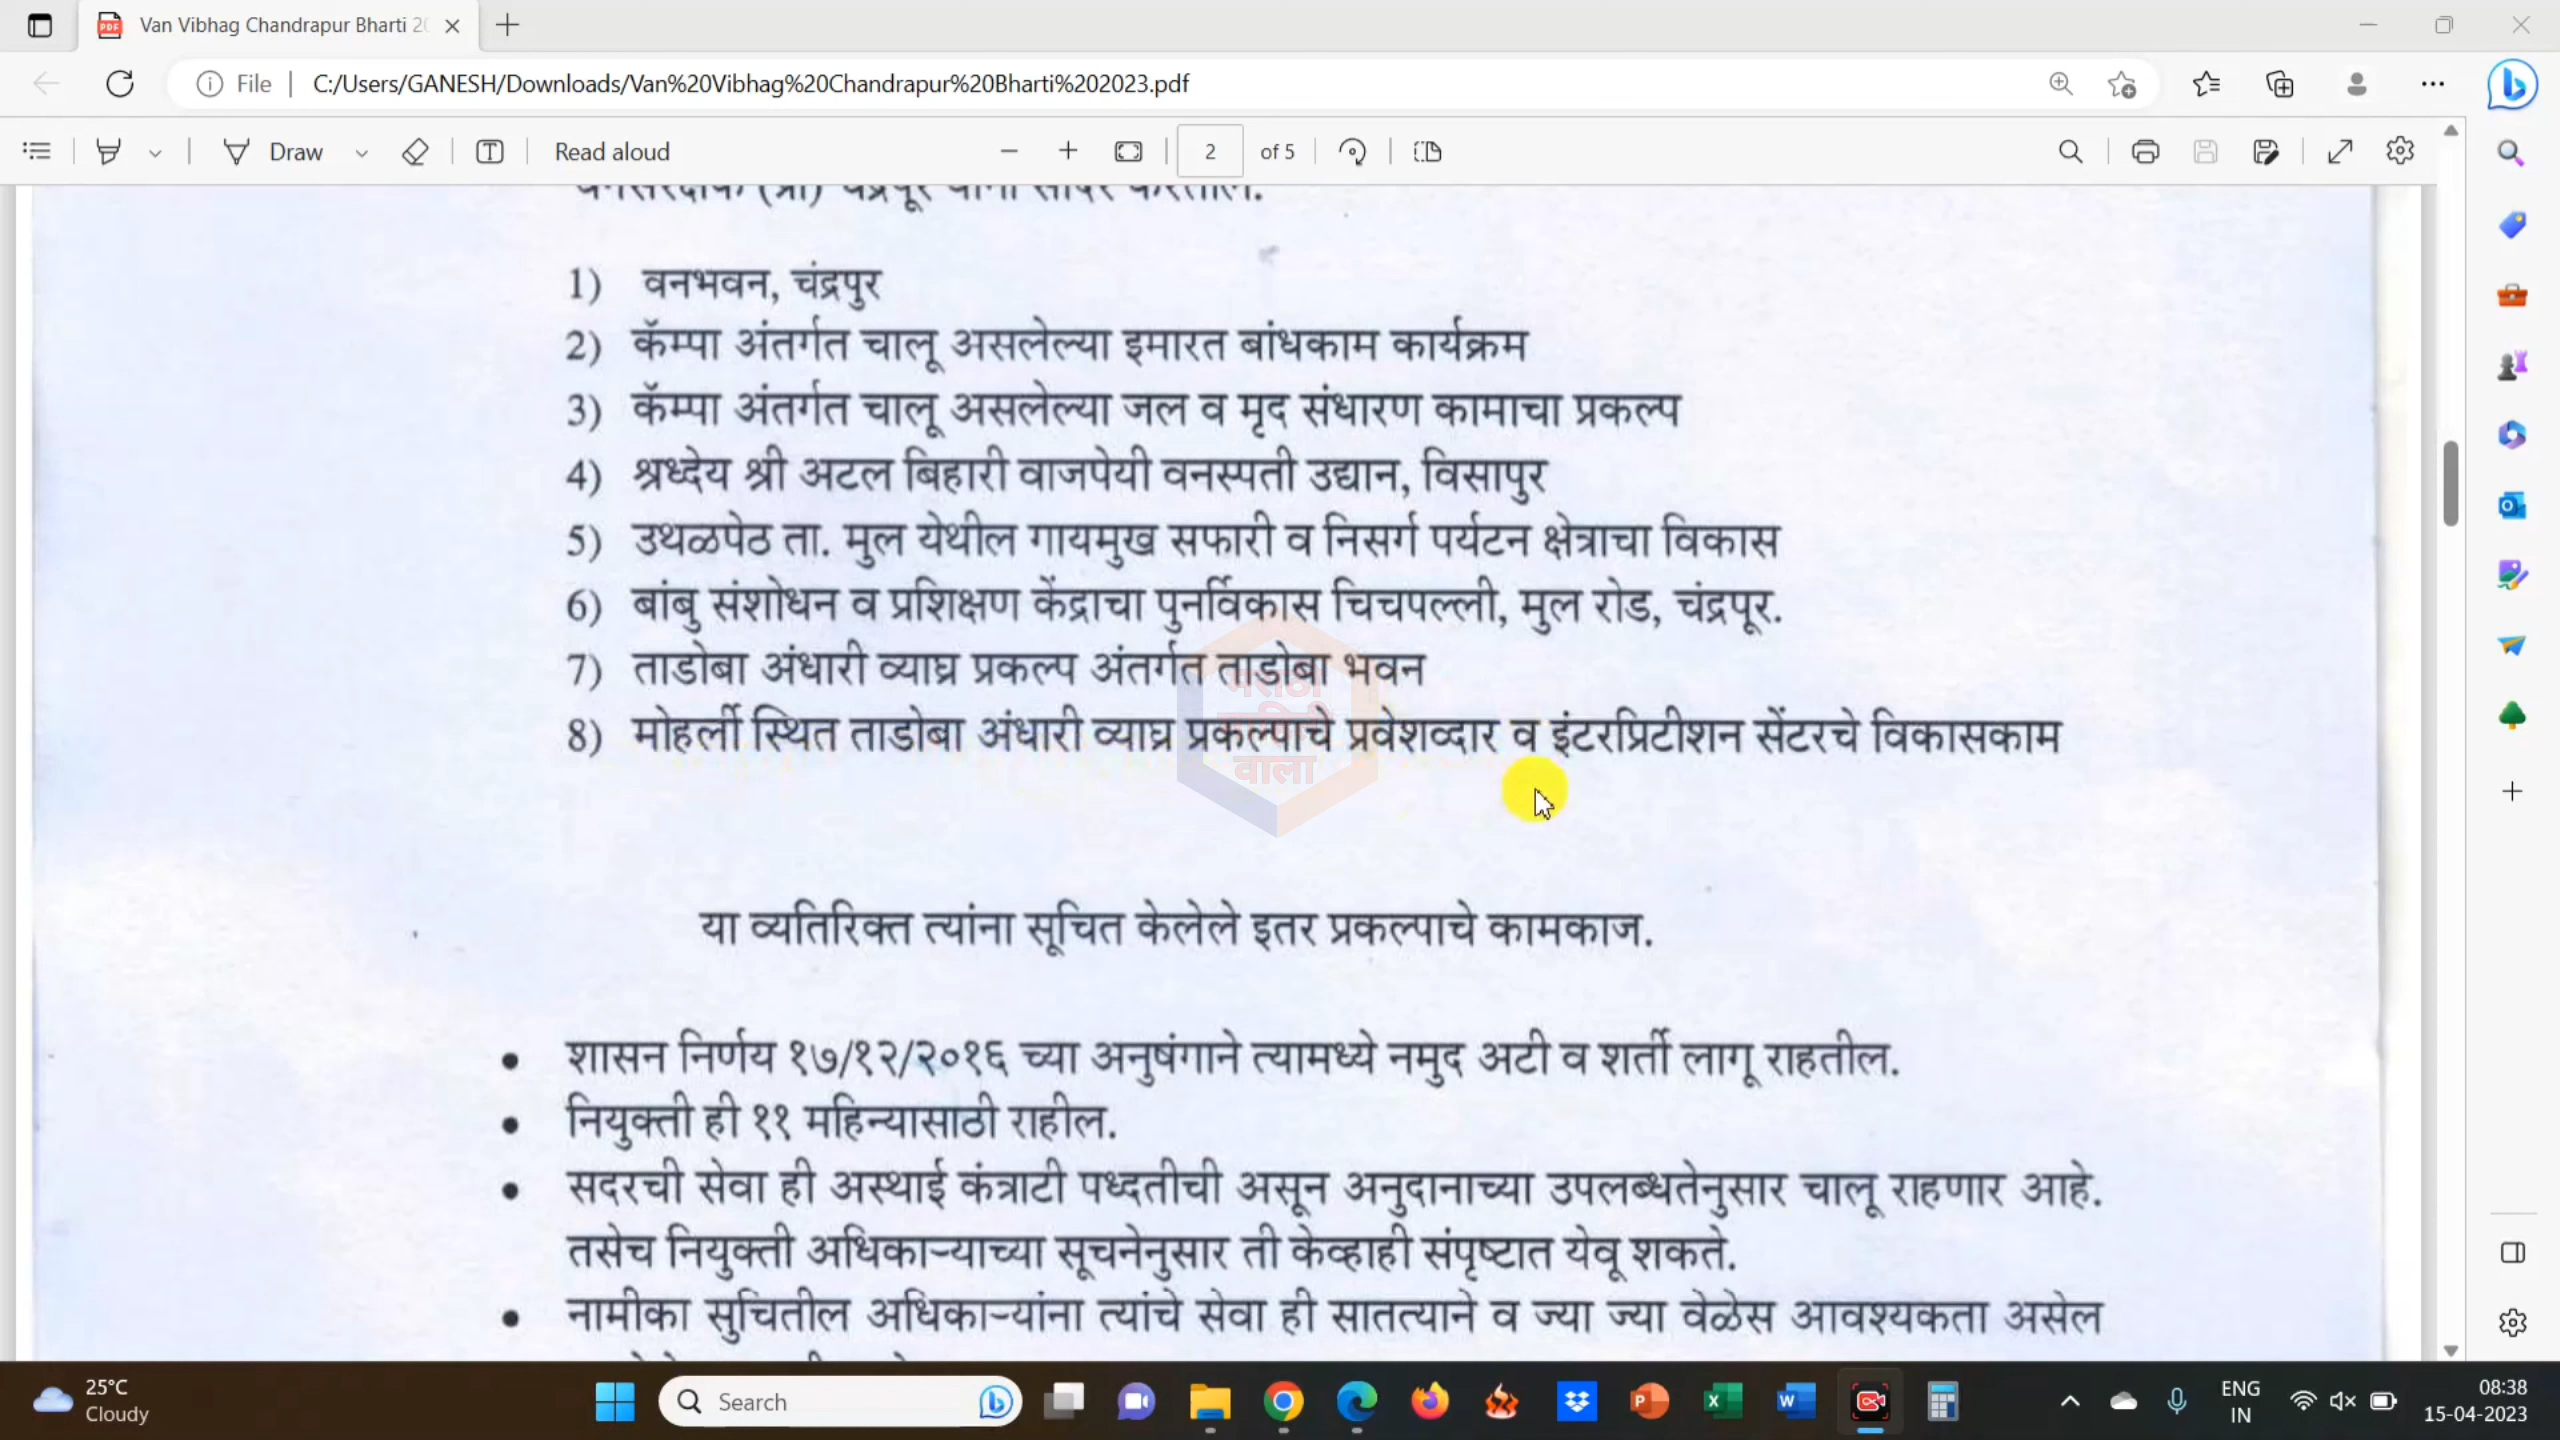 Van Vibhag Chandrapur Bharti 20
File
C:/Users/GANESH/Downloads/Van%20Vibhag%20Chandrapur%20Bharti%202023.pdf
Draw
Read aloud
2 of 5
(प्रा) चंद्रपूर यांना सादर करतील.
1) वनभवन, चंद्रपुर
2) कॅम्पा अंतर्गत चालू असलेल्या इमारत बांधकाम कार्यक्रम
3) कॅम्पा अंतर्गत चालू असलेल्या जल व मृद संधारण कामाचा प्रकल्प
4) श्रध्देय श्री अटल बिहारी वाजपेयी वनस्पती उद्यान, विसापुर
5) उथळपेठ ता. मुल येथील गायमुख सफारी व निसर्ग पर्यटन क्षेत्राचा विकास
6) बांबु संशोधन व प्रशिक्षण केंद्राचा पुनर्विकास चिचपल्ली, मुल रोड, चंद्रपूर.
7) ताडोबा अंधारी व्याघ्र प्रकल्प अंतर्गत ताडोबा भवन
8) मोहर्ली स्थित ताडोबा अंधारी व्याघ्र प्रकल्पाचे प्रवेशव्दार व इंटरप्रिटीशन सेंटरचे विकासकाम
मराठी
वाला
या व्यतिरिक्त त्यांना सूचित केलेले इतर प्रकल्पाचे कामकाज.
• शासन निर्णय १७/१२/२०१६ च्या अनुषंगाने त्यामध्ये नमुद अटी व शर्ती लागू राहतील.
• नियुक्ती ही ११ महिन्यासाठी राहील.
• सदरची सेवा ही अस्थाई कंत्राटी पध्दतीची असून अनुदानाच्या उपलब्धतेनुसार चालू राहणार आहे.
तसेच नियुक्ती अधिकाऱ्याच्या सूचनेनुसार ती केव्हाही संपृष्टात येवू शकते.
• नामीका सुचितील अधिकाऱ्यांना त्यांचे सेवा ही सातत्याने व ज्या ज्या वेळेस आवश्यकता असेल
25°C
Cloudy
Search
ENG
IN
08:38
15-04-2023